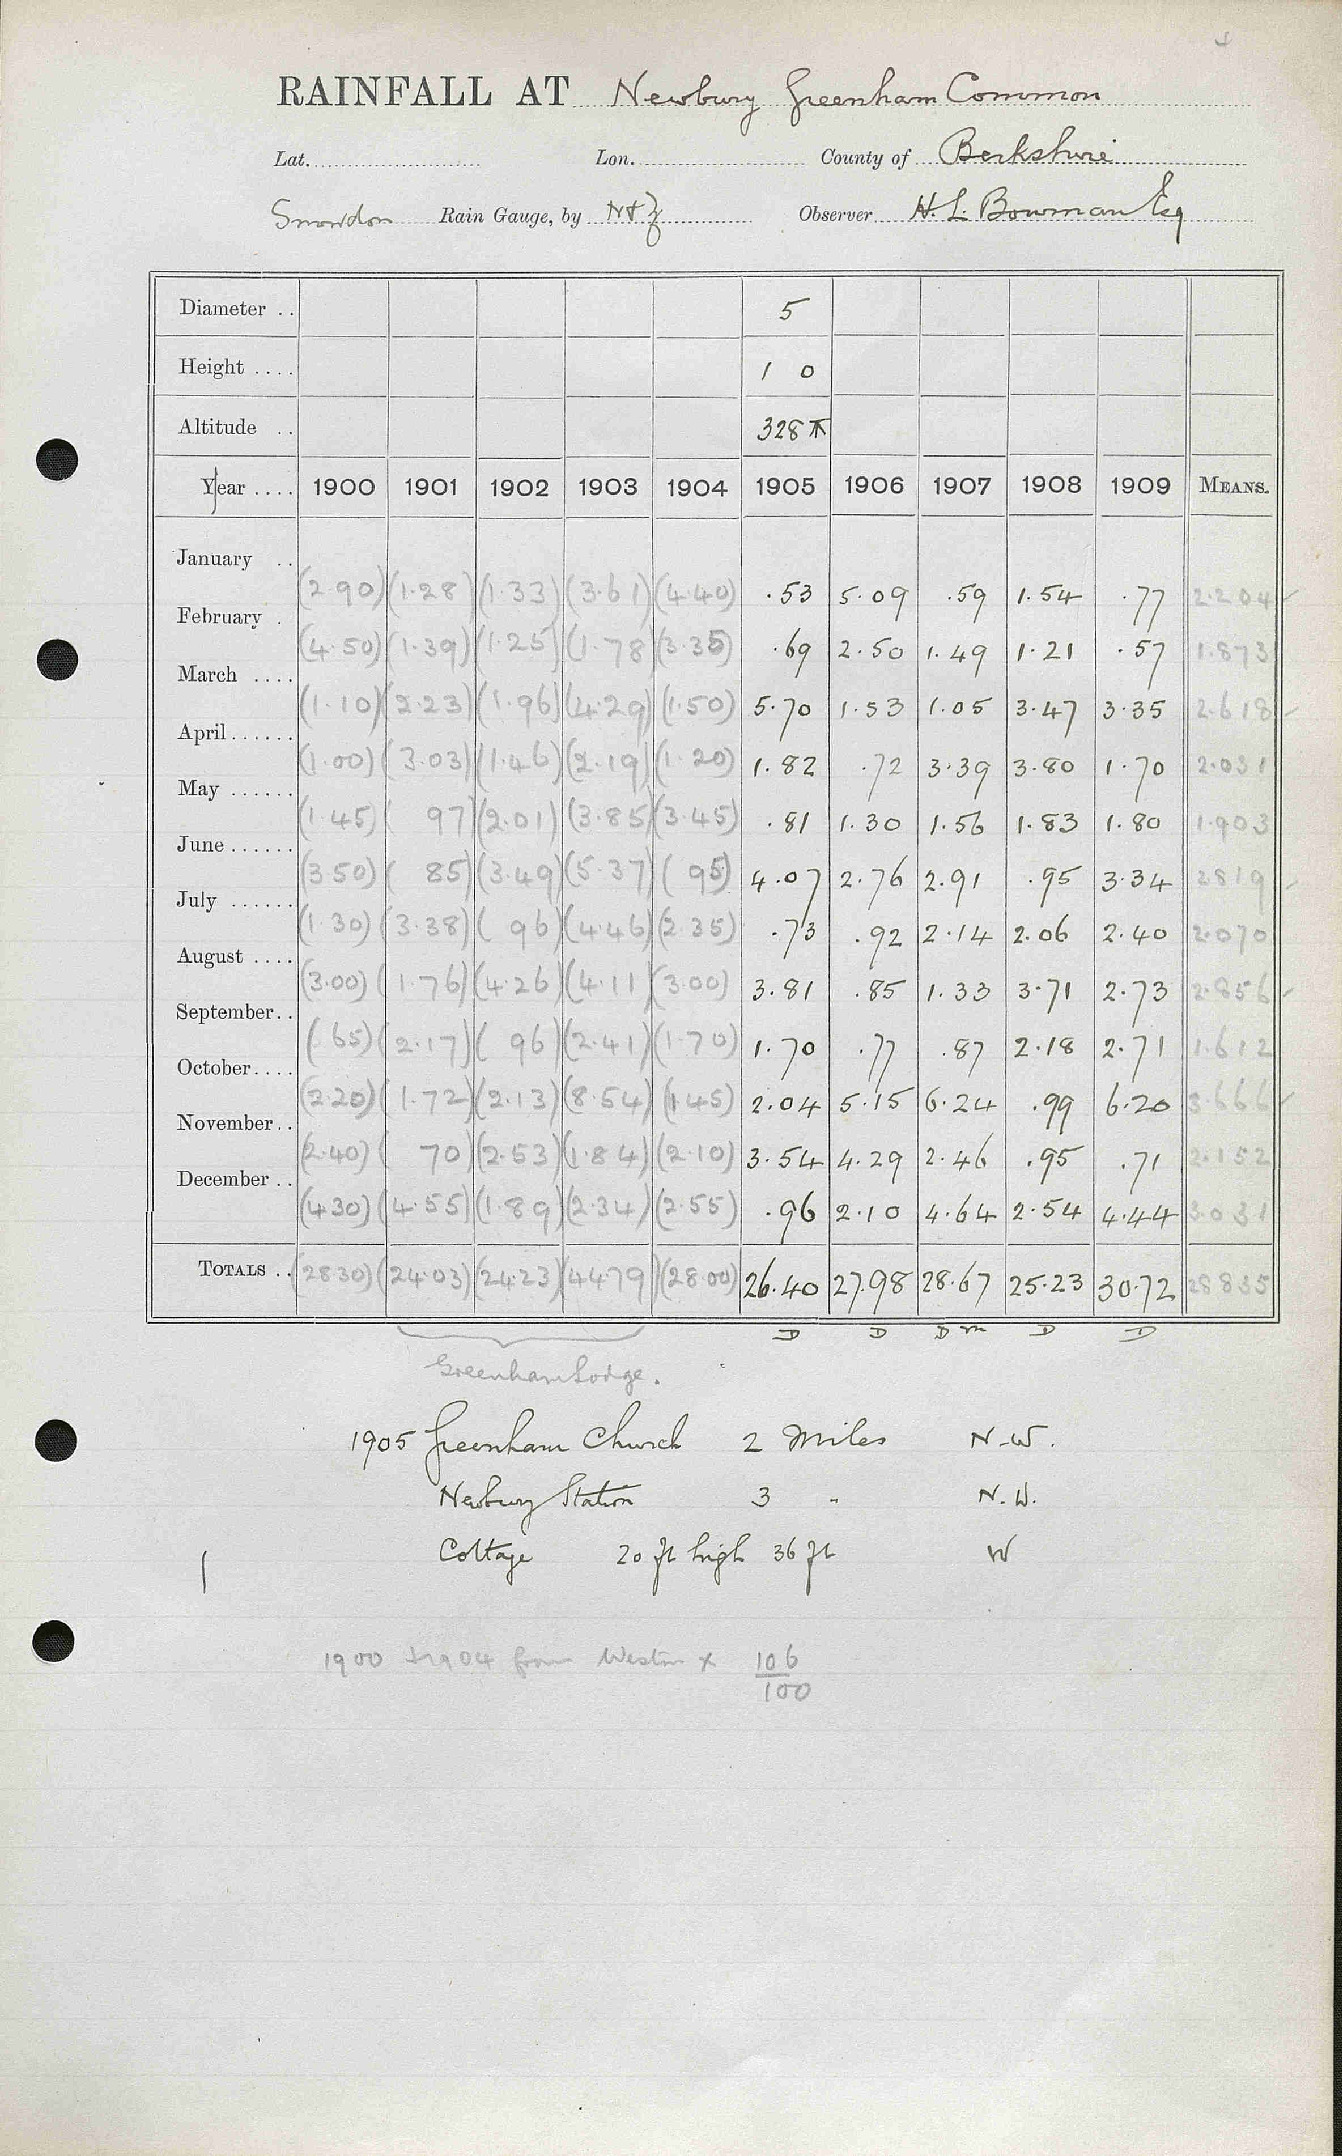 RAINFALL AT Newbury Greenham Common
Lat. Lon. County of Berkshire
Snowdon Rain Gauge, by N&Z Observer H. L. Bowman Esq
Diameter .. 5
Height .... 1 0
Altitude .. 328
Year .... 1900 1901 1902 1903 1904 1905 1906 1907 1908 1909 MEANS.
January .. (2.90) (1.28) (1.33) (3.61) (4.40) .53 5.09 .59 1.54 .77 2.204
February . (4.50) (1.39) (1.25) (1.78) (3.35) .69 2.50 1.49 1.21 .57 1.873
March .... (1.10) (2.23) (1.96) (4.29) (1.50) 5.70 1.53 1.05 3.47 3.35 2.618
April...... (1.00) (3.03) (1.46) (2.19) (1.20) 1.82 .72 3.39 3.80 1.70 2.031
May ...... (1.45) ( 97) (2.01) (3.85) (3.45) .81 1.30 1.56 1.83 1.80 1.903
June ...... (3.50) ( 85) (3.49) (5.37) ( 95) 4.07 2.76 2.91 .95 3.34 2819
July ...... (1.30) (3.38) ( 96) (4.46) (2.35) .73 .92 2.14 2.06 2.40 2.070
August .... (3.00) (1.76) (4.26) (4.11) (3.00) 3.81 .85 1.33 3.71 2.73 2.856
September.. ( 65) (2.17) ( 96) (2.41) (1.70) 1.70 .77 .87 2.18 2.71 1.612
October.... (2.20) (1.72) (2.13) (8.54) (1.45) 2.04 5.15 6.24 .99 6.20 3.666
November.. (2.40) ( 70) (2.53) (1.84) (2.10) 3.54 4.29 2.46 .95 .71 2.152
December .. (4.30) (4.55) (1.89) (2.34) (2.55) .96 2.10 4.64 2.54 4.44 3.031
TOTALS .. (28.30) (24.03) (24.23) (44.79) (28.00) 26.40 27.98 28.67 25.23 30.72 28.835
D D D m D D
Greenham Lodge.
1905 Greenham Church 2 Miles N.W.
Newbury Station 3 " N.W.
Cottage 20 ft high 36 ft W
1900 1904 from Weston x 106
100